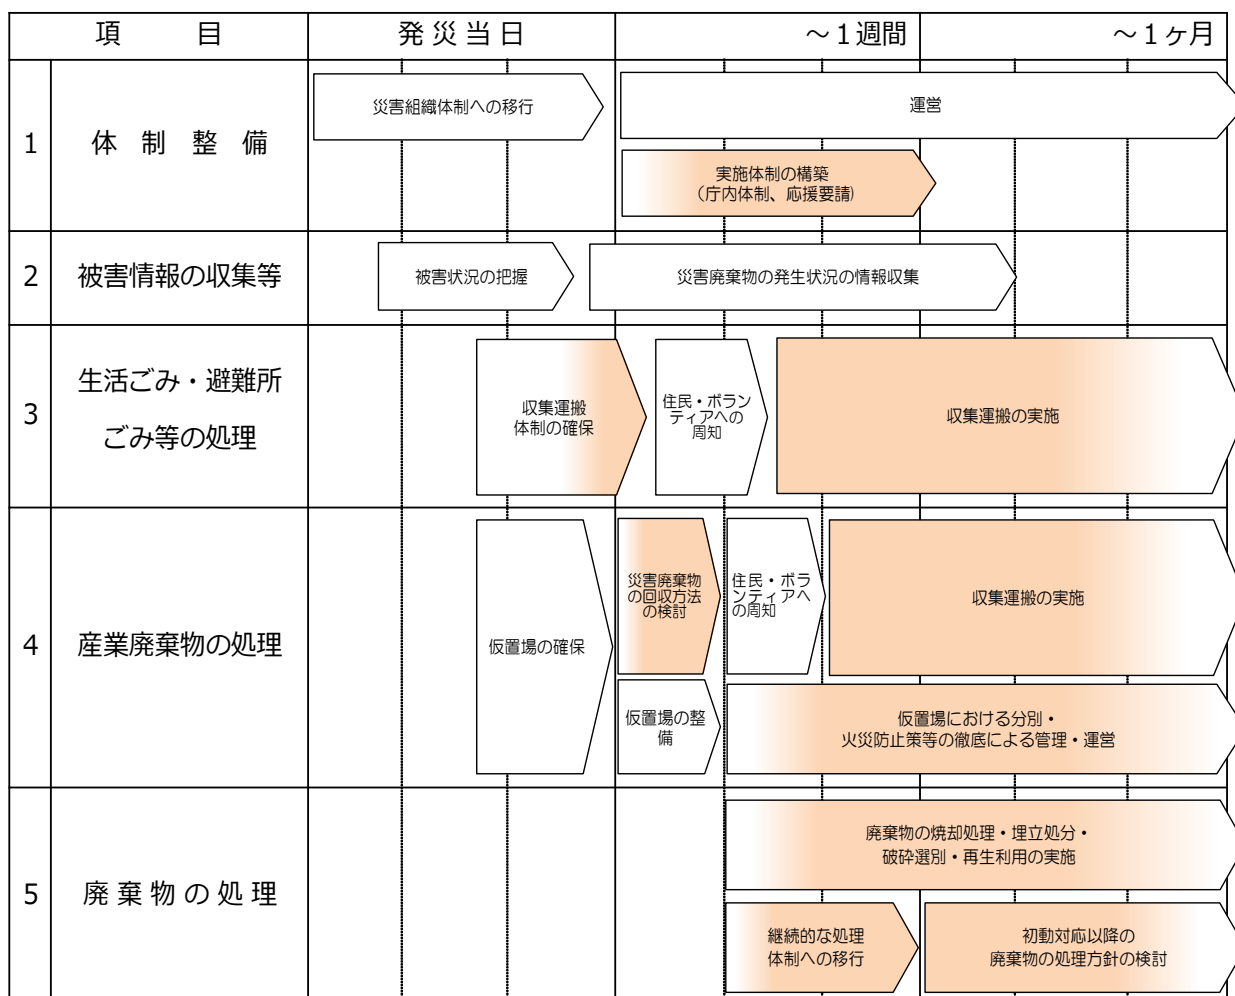 項　目
発災当日
～１週間
～１ヶ月
1
体制整備
災害組織体制への移行
運営
実施体制の構築
（庁内体制、応援要請）
2
被害情報の収集等
被害状況の把握
災害廃棄物の発生状況の情報収集
3
生活ごみ・避難所
ごみ等の処理
収集運搬
体制の確保
住民・ボラン
ティアへの
周知
収集運搬の実施
4
産業廃棄物の処理
仮置場の確保
災害廃棄物
の回収方法
の検討
住民・ボラ
ンティアへ
の周知
収集運搬の実施
仮置場の整
備
仮置場における分別・
火災防止策等の徹底による管理・運営
5
廃棄物の処理
廃棄物の焼却処理・埋立処分・
破砕選別・再生利用の実施
継続的な処理
体制への移行
初動対応以降の
廃棄物の処理方針の検討